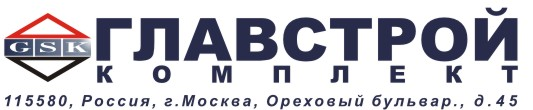 GSK ГЛАВСТРОЙ
КОМПЛЕКТ
115580, Россия, г.Москва, Ореховый бульвар., д.45